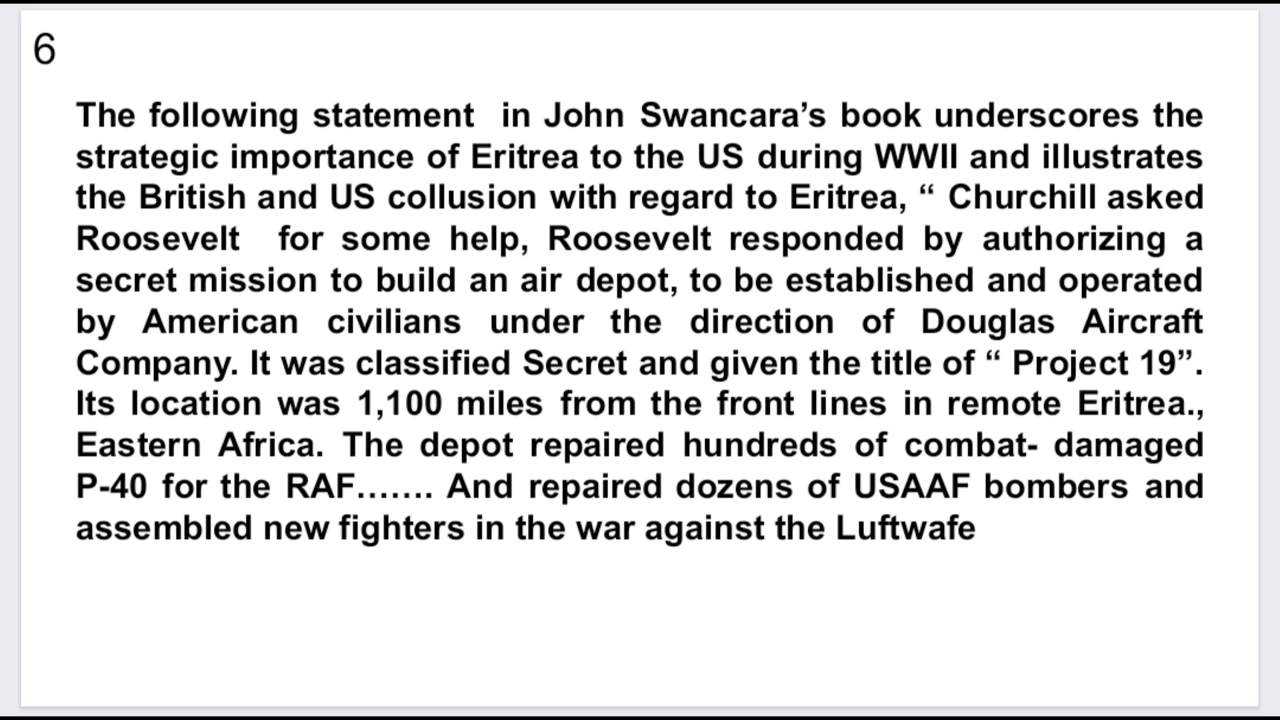 6
The following statement in John Swancara’s book underscores the
strategic importance of Eritrea to the US during WWII and illustrates
the British and US collusion with regard to Eritrea, “ Churchill asked
Roosevelt for some help, Roosevelt responded by authorizing a
secret mission to build an air depot, to be established and operated
by American civilians under the direction of Douglas Aircraft
Company. It was classified Secret and given the title of “ Project 19”.
Its location was 1,100 miles from the front lines in remote Eritrea.,
Eastern Africa. The depot repaired hundreds of combat- damaged
P-40 for the RAF....... And repaired dozens of USAAF bombers and
assembled new fighters in the war against the Luftwafe